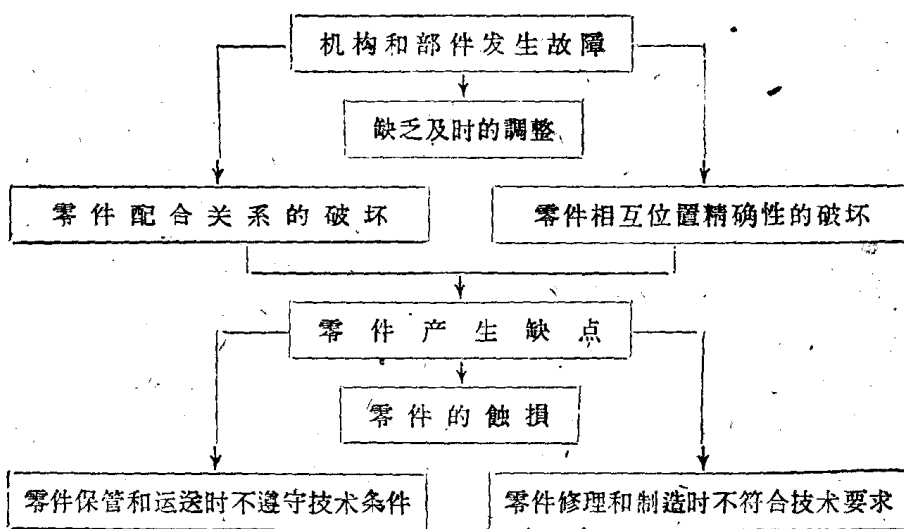 机构和部件发生故障
缺乏及时的調整
零件配合关系的破坏
零件相互位置精确性的破坏
零件产生缺点
零件的蝕損
零件保管和运送时不遵守技术条件
零件修理和制造时不符合技术要求